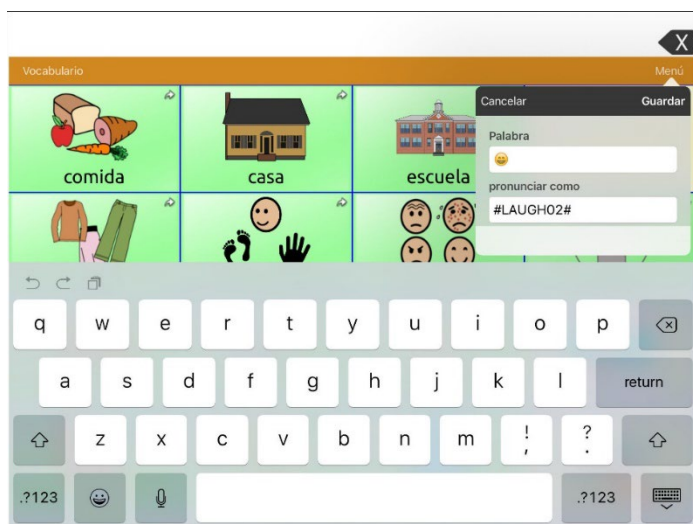 X
Vocabulario Menú
Cancelar Guardar
Palabra
😀
pronunciar como
#LAUGH02#
comida casa escuela
q w e r t y u i o p
a s d f g h j k l return
z x c v b n m ! , ? .
.?123 .?123